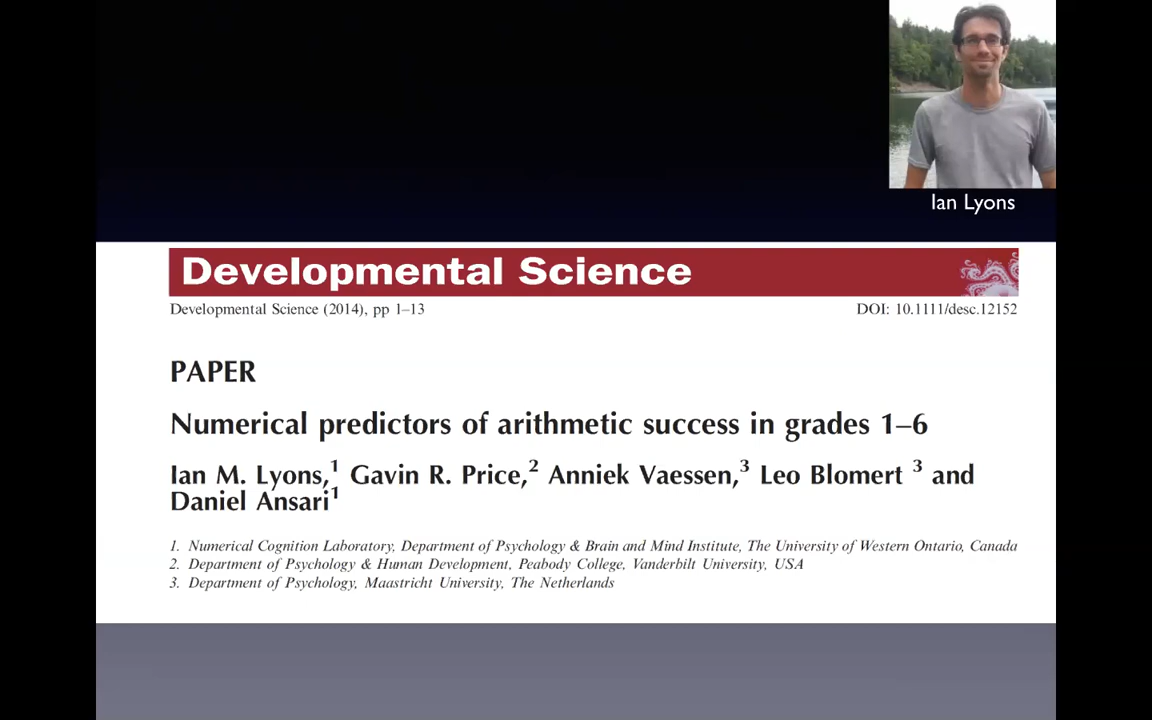 Ian Lyons
Developmental Science
Developmental Science (2014), pp 1–13
DOI: 10.1111/desc.12152
PAPER
Numerical predictors of arithmetic success in grades 1–6
Ian M. Lyons,1 Gavin R. Price,2 Anniek Vaessen,3 Leo Blomert 3 and
Daniel Ansari1
1. Numerical Cognition Laboratory, Department of Psychology & Brain and Mind Institute, The University of Western Ontario, Canada
2. Department of Psychology & Human Development, Peabody College, Vanderbilt University, USA
3. Department of Psychology, Maastricht University, The Netherlands